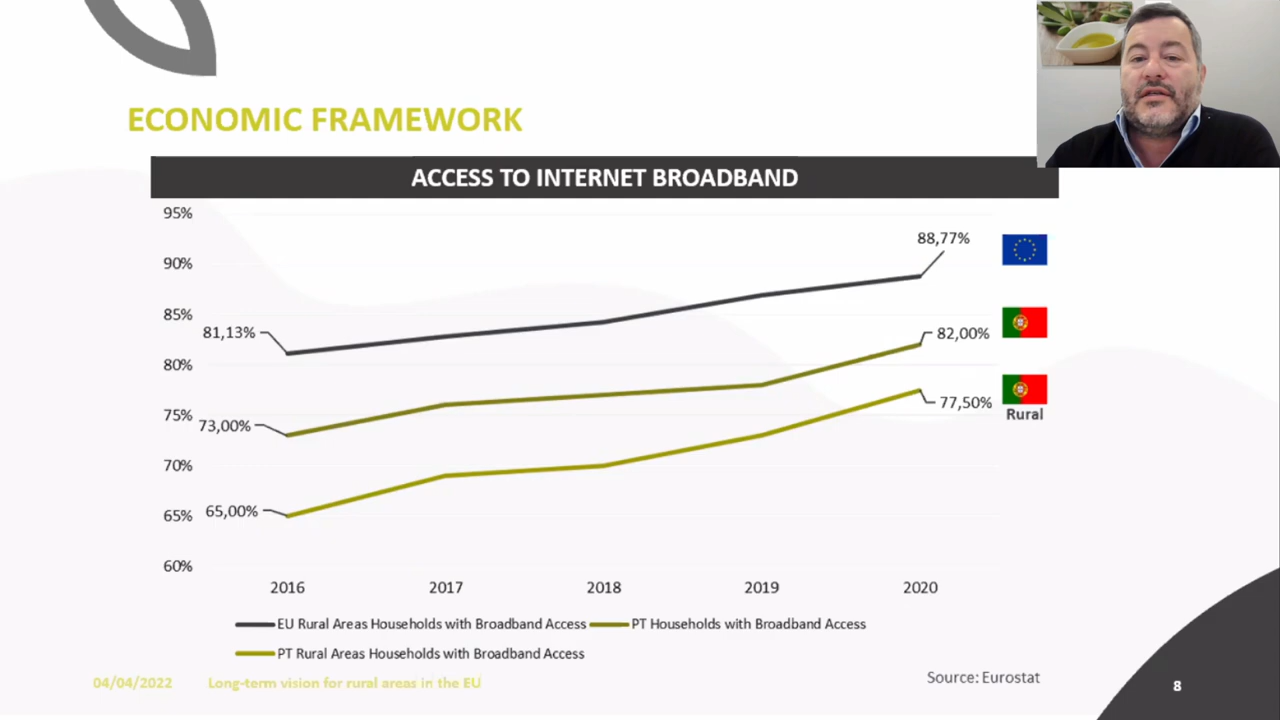 ECONOMIC FRAMEWORK
ACCESS TO INTERNET BROADBAND
95%
90%
85%
80%
75%
70%
65%
60%
81,13%
88,77%
73,00%
82,00%
65,00%
77,50%
Rural
2016 2017 2018 2019 2020
EU Rural Areas Households with Broadband Access PT Households with Broadband Access
PT Rural Areas Households with Broadband Access
Source: Eurostat
04/04/2022 Long-term vision for rural areas in the EU
8